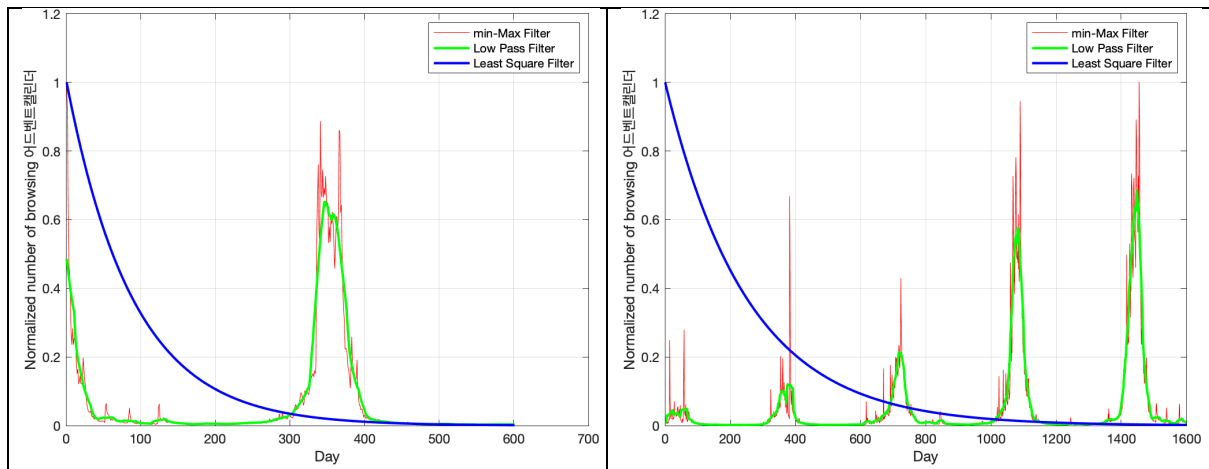 1.2
1
0.8
0.6
0.4
0.2
0
Normalized number of browsing 어드벤트캘린더
min-Max Filter
Low Pass Filter
Least Square Filter
0 100 200 300 400 500 600 700
Day
1.2
1
0.8
0.6
0.4
0.2
0
Normalized number of browsing 어드벤트캘린더
min-Max Filter
Low Pass Filter
Least Square Filter
0 200 400 600 800 1000 1200 1400 1600
Day